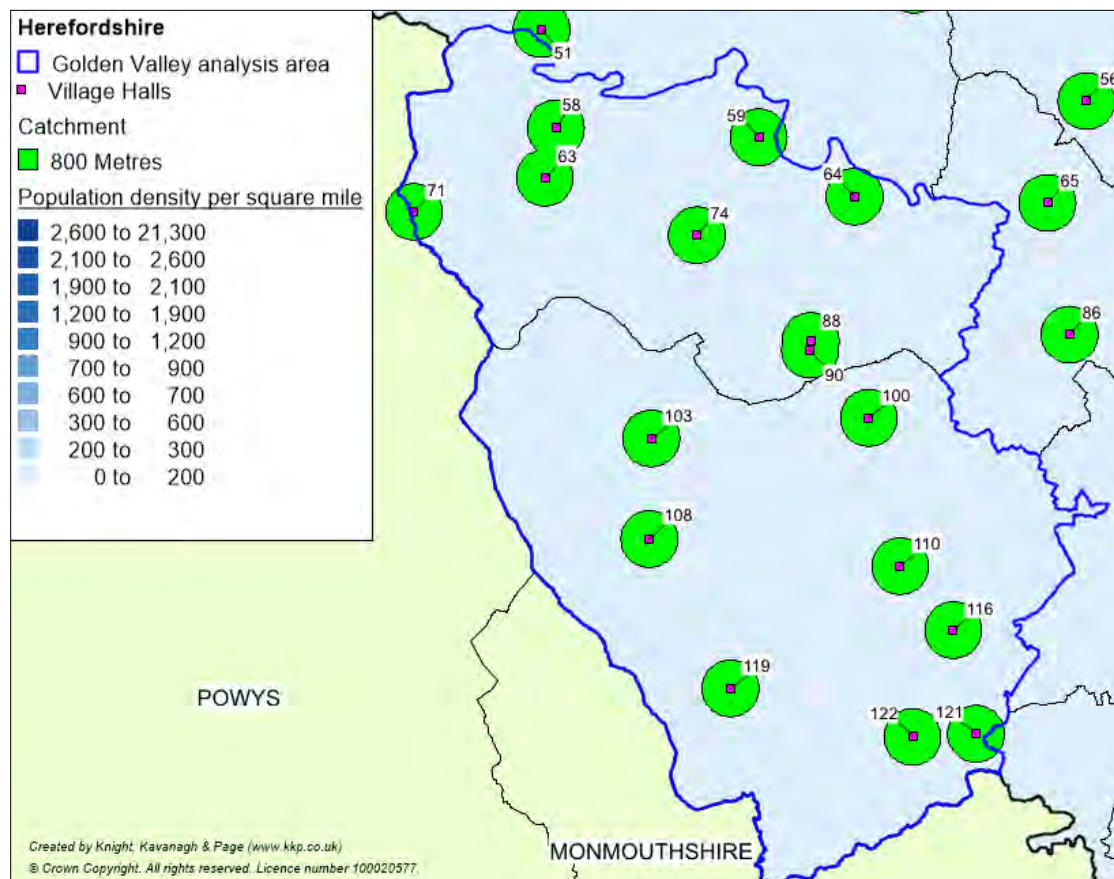 Herefordshire
Golden Valley analysis area
Village Halls
Catchment
800 Metres
Population density per square mile
2,600 to 21,300
2,100 to 2,600
1,900 to 2,100
1,200 to 1,900
900 to 1,200
700 to 900
600 to 700
300 to 600
200 to 300
0 to 200
51
56
58
59
63
64
65
71
74
86
88
90
100
103
108
110
116
119
122
121
POWYS
MONMOUTHSHIRE
Created by Knight, Kavanagh & Page (www.kkp.co.uk)
© Crown Copyright. All rights reserved. Licence number 100020577.